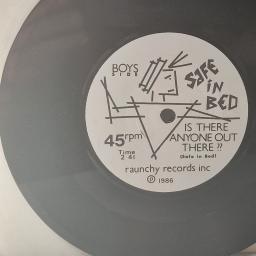 BOYS
SIDE
SAFE
iN
BED
45rpm
Time
2 41
IS THERE
ANYONE OUT
THERE ??
(Safe in Bed)
raunchy records inc
℗ 1986